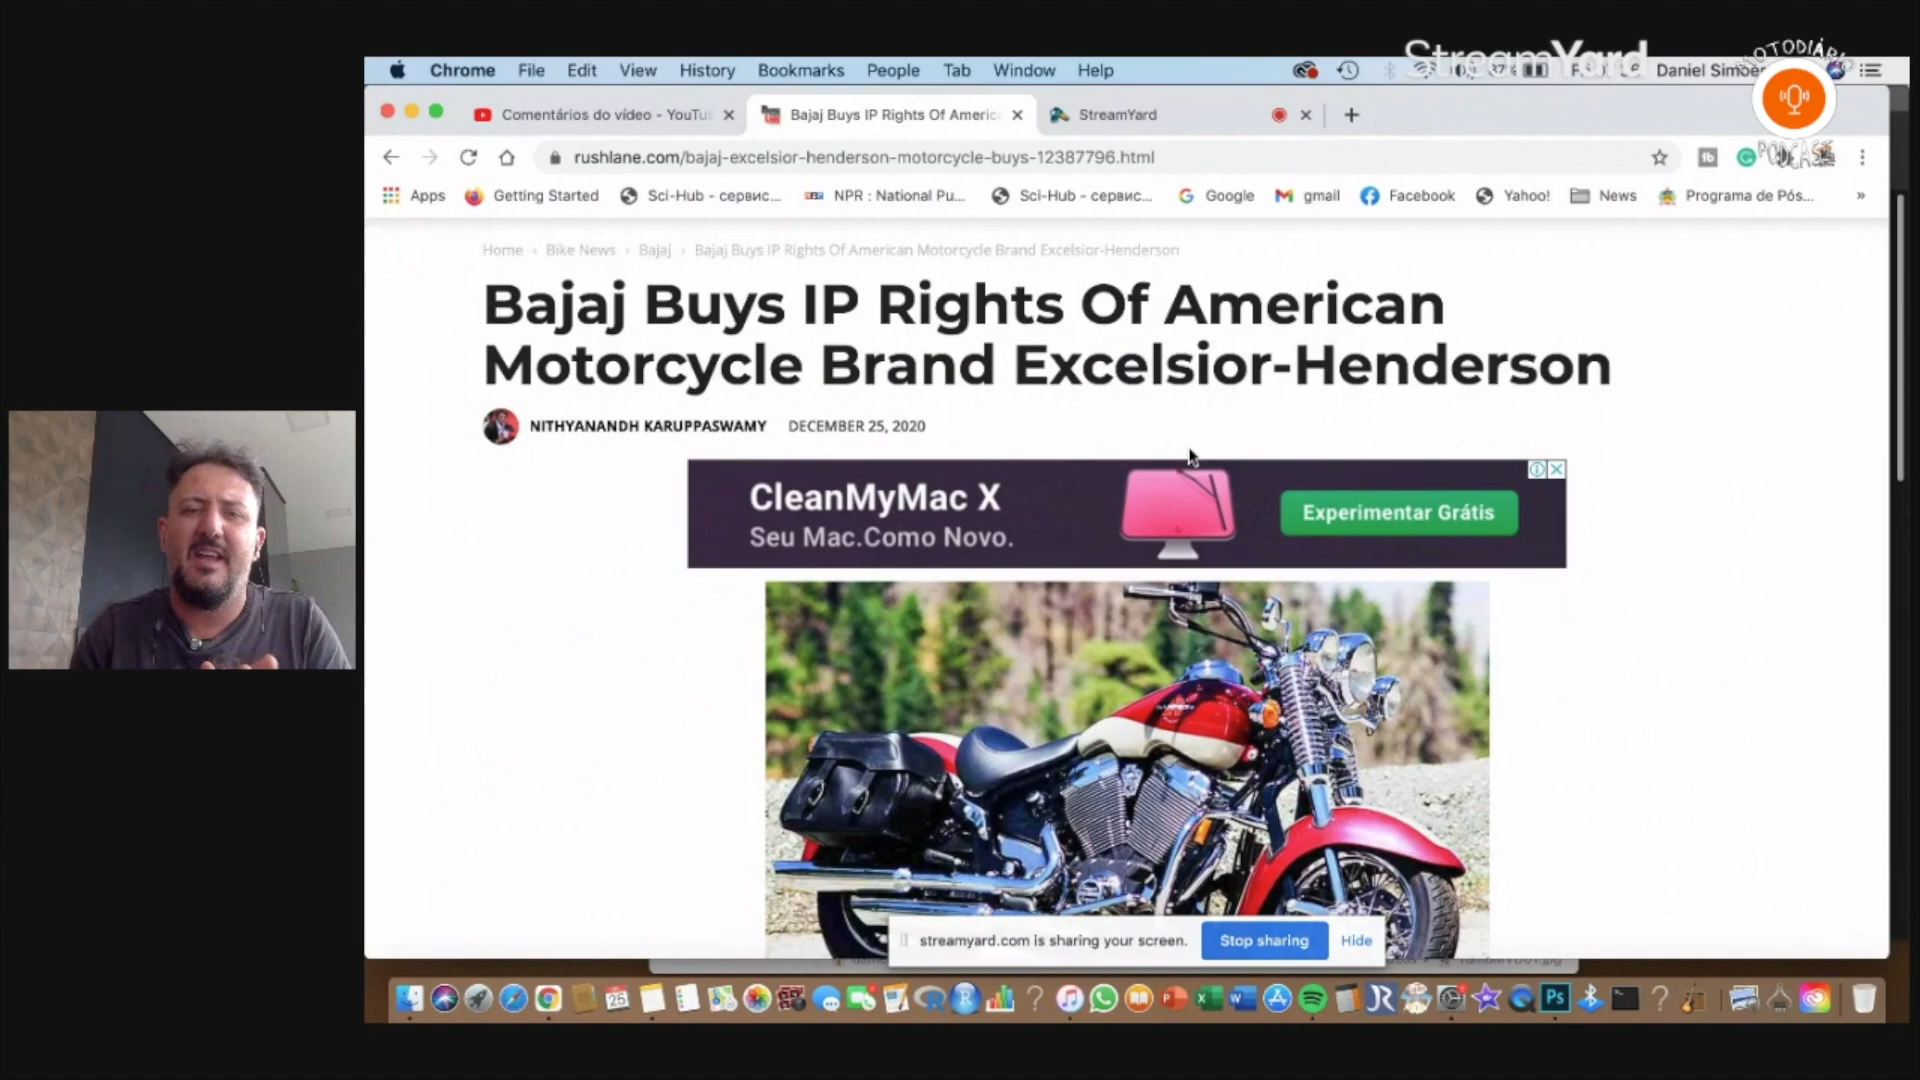 StreamYard
MOTODIÁRIO
PODCAST
Chrome File Edit View History Bookmarks People Tab Window Help
Daniel Simões
Comentários do vídeo - YouTu
Bajaj Buys IP Rights Of Americ
StreamYard
rushlane.com/bajaj-excelsior-henderson-motorcycle-buys-12387796.html
Apps Getting Started Sci-Hub - сервис... NPR : National Pu... Sci-Hub - сервис... Google gmail Facebook Yahoo! News Programa de Pós... »
Home › Bike News › Bajaj › Bajaj Buys IP Rights Of American Motorcycle Brand Excelsior-Henderson
Bajaj Buys IP Rights Of American
Motorcycle Brand Excelsior-Henderson
NITHYANANDH KARUPPASWAMY DECEMBER 25, 2020
CleanMyMac X
Seu Mac.Como Novo.
Experimentar Grátis
streamyard.com is sharing your screen. Stop sharing Hide
25
Ps